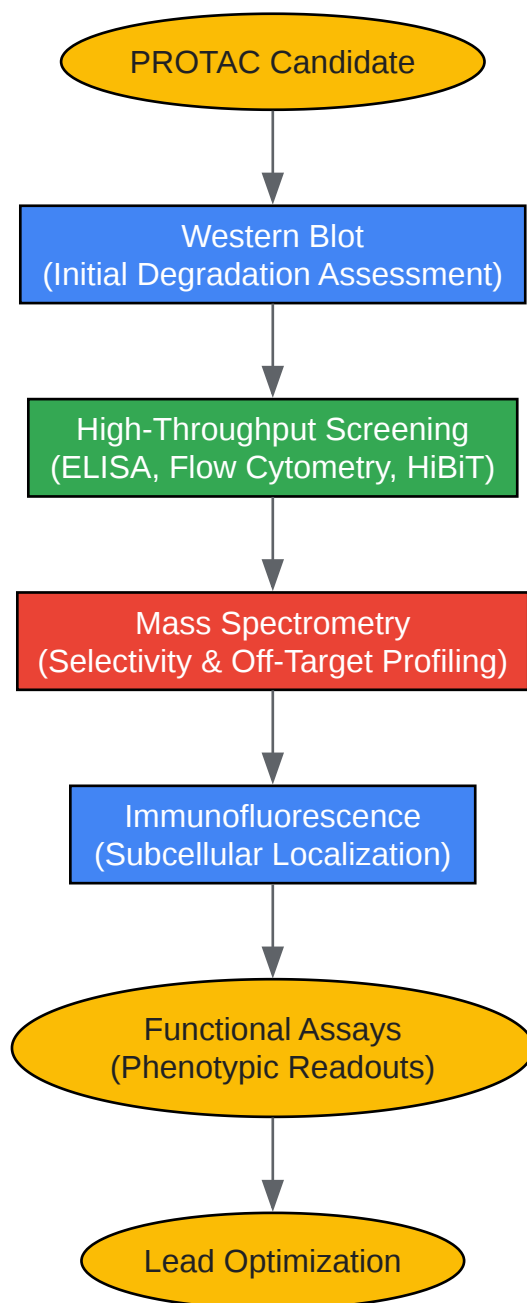 PROTAC Candidate
Western Blot
(Initial Degradation Assessment)
High-Throughput Screening
(ELISA, Flow Cytometry, HiBiT)
Mass Spectrometry
(Selectivity & Off-Target Profiling)
Immunofluorescence
(Subcellular Localization)
Functional Assays
(Phenotypic Readouts)
Lead Optimization